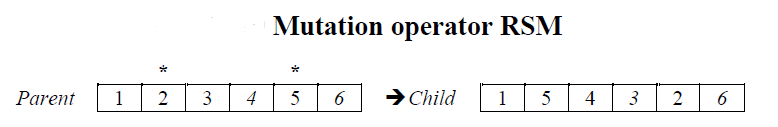 Mutation operator RSM
* *
Parent 1 2 3 4 5 6 ➔ Child 1 5 4 3 2 6